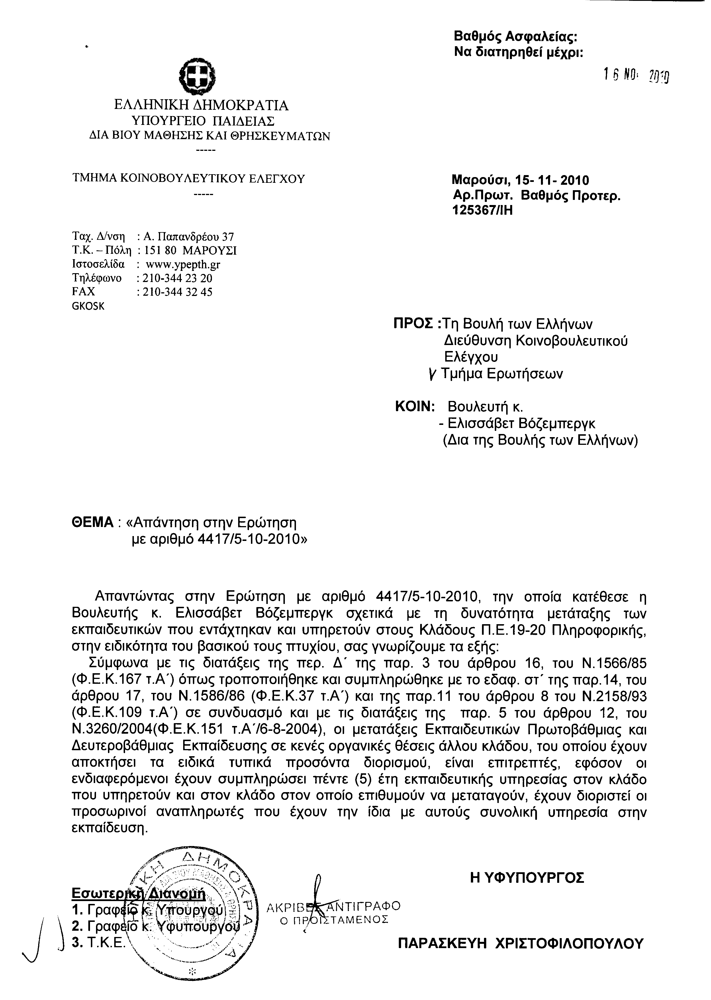 Βαθμός Ασφαλείας:
Να διατηρηθεί μέχρι:
ΕΛΛΗΝΙΚΗ ΔΗΜΟΚΡΑΤΙΑ
ΥΠΟΥΡΓΕΙΟ ΠΑΙΔΕΙΑΣ
ΔΙΑ ΒΙΟΥ ΜΑΘΗΣΗΣ ΚΑΙ ΘΡΗΣΚΕΥΜΑΤΩΝ
-----
ΤΜΗΜΑ ΚΟΙΝΟΒΟΥΛΕΥΤΙΚΟΥ ΕΛΕΓΧΟΥ
-----
Μαρούσι, 15- 11- 2010
Αρ.Πρωτ. Βαθμός Προτερ.
125367/ΙΗ
Ταχ. Δ/νση : Α. Παπανδρέου 37
Τ.Κ. – Πόλη : 151 80 ΜΑΡΟΥΣΙ
Ιστοσελίδα : www.ypepth.gr
Τηλέφωνο : 210-344 23 20
FAX : 210-344 32 45
GKOSK
ΠΡΟΣ :Τη Βουλή των Ελλήνων
Διεύθυνση Κοινοβουλευτικού
Ελέγχου
Τμήμα Ερωτήσεων
ΚΟΙΝ: Βουλευτή κ.
- Ελισσάβετ Βόζεμπεργκ
(Δια της Βουλής των Ελλήνων)
ΘΕΜΑ : «Απάντηση στην Ερώτηση
με αριθμό 4417/5-10-2010»
Απαντώντας στην Ερώτηση με αριθμό 4417/5-10-2010, την οποία κατέθεσε η
Βουλευτής κ. Ελισσάβετ Βόζεμπεργκ σχετικά με τη δυνατότητα μετάταξης των
εκπαιδευτικών που εντάχτηκαν και υπηρετούν στους Κλάδους Π.Ε.19-20 Πληροφορικής,
στην ειδικότητα του βασικού τους πτυχίου, σας γνωρίζουμε τα εξής:
Σύμφωνα με τις διατάξεις της περ. Δ΄ της παρ. 3 του άρθρου 16, του Ν.1566/85
(Φ.Ε.Κ.167 τ.Α΄) όπως τροποποιήθηκε και συμπληρώθηκε με το εδαφ. στ΄ της παρ.14, του
άρθρου 17, του Ν.1586/86 (Φ.Ε.Κ.37 τ.Α΄) και της παρ.11 του άρθρου 8 του Ν.2158/93
(Φ.Ε.Κ.109 τ.Α΄) σε συνδυασμό και με τις διατάξεις της παρ. 5 του άρθρου 12, του
Ν.3260/2004(Φ.Ε.Κ.151 τ.Α΄/6-8-2004), οι μετατάξεις Εκπαιδευτικών Πρωτοβάθμιας και
Δευτεροβάθμιας Εκπαίδευσης σε κενές οργανικές θέσεις άλλου κλάδου, του οποίου έχουν
αποκτήσει τα ειδικά τυπικά προσόντα διορισμού, είναι επιτρεπτές, εφόσον οι
ενδιαφερόμενοι έχουν συμπληρώσει πέντε (5) έτη εκπαιδευτικής υπηρεσίας στον κλάδο
που υπηρετούν και στον κλάδο στον οποίο επιθυμούν να μεταταγούν, έχουν διοριστεί οι
προσωρινοί αναπληρωτές που έχουν την ίδια με αυτούς συνολική υπηρεσία στην
εκπαίδευση.
Η ΥΦΥΠΟΥΡΓΟΣ
Εσωτερική Διανομή
1. Γραφείο κ. Υπουργού
2. Γραφείο κ. Υφυπουργού
3. Τ.Κ.Ε.
ΑΚΡΙΒΕΣ ΑΝΤΙΓΡΑΦΟ
Ο ΠΡΟΪΣΤΑΜΕΝΟΣ
ΠΑΡΑΣΚΕΥΗ ΧΡΙΣΤΟΦΙΛΟΠΟΥΛΟΥ